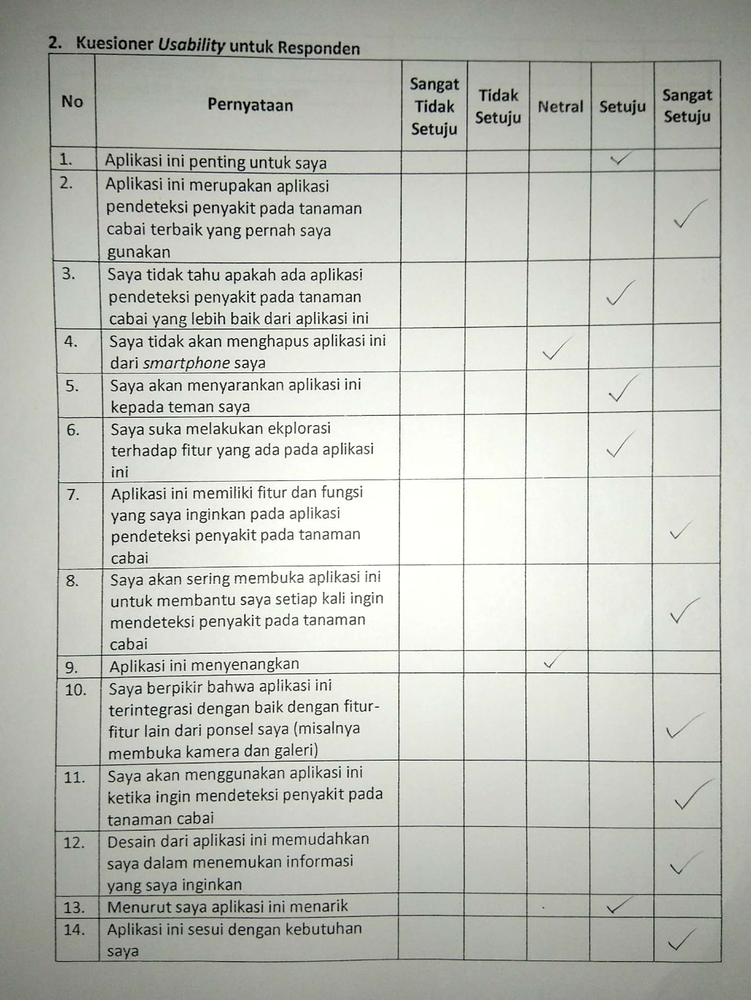 2. Kuesioner Usability untuk Responden
No
Pernyataan
Sangat
Tidak
Setuju
Tidak
Setuju
Netral
Setuju
Sangat
Setuju
1. Aplikasi ini penting untuk saya ✓
2. Aplikasi ini merupakan aplikasi
pendeteksi penyakit pada tanaman
cabai terbaik yang pernah saya
gunakan ✓
3. Saya tidak tahu apakah ada aplikasi
pendeteksi penyakit pada tanaman
cabai yang lebih baik dari aplikasi ini ✓
4. Saya tidak akan menghapus aplikasi ini
dari smartphone saya ✓
5. Saya akan menyarankan aplikasi ini
kepada teman saya ✓
6. Saya suka melakukan ekplorasi
terhadap fitur yang ada pada aplikasi
ini ✓
7. Aplikasi ini memiliki fitur dan fungsi
yang saya inginkan pada aplikasi
pendeteksi penyakit pada tanaman
cabai ✓
8. Saya akan sering membuka aplikasi ini
untuk membantu saya setiap kali ingin
mendeteksi penyakit pada tanaman
cabai ✓
9. Aplikasi ini menyenangkan ✓
10. Saya berpikir bahwa aplikasi ini
terintegrasi dengan baik dengan fitur-
fitur lain dari ponsel saya (misalnya
membuka kamera dan galeri) ✓
11. Saya akan menggunakan aplikasi ini
ketika ingin mendeteksi penyakit pada
tanaman cabai ✓
12. Desain dari aplikasi ini memudahkan
saya dalam menemukan informasi
yang saya inginkan ✓
13. Menurut saya aplikasi ini menarik ✓
14. Aplikasi ini sesui dengan kebutuhan
saya ✓